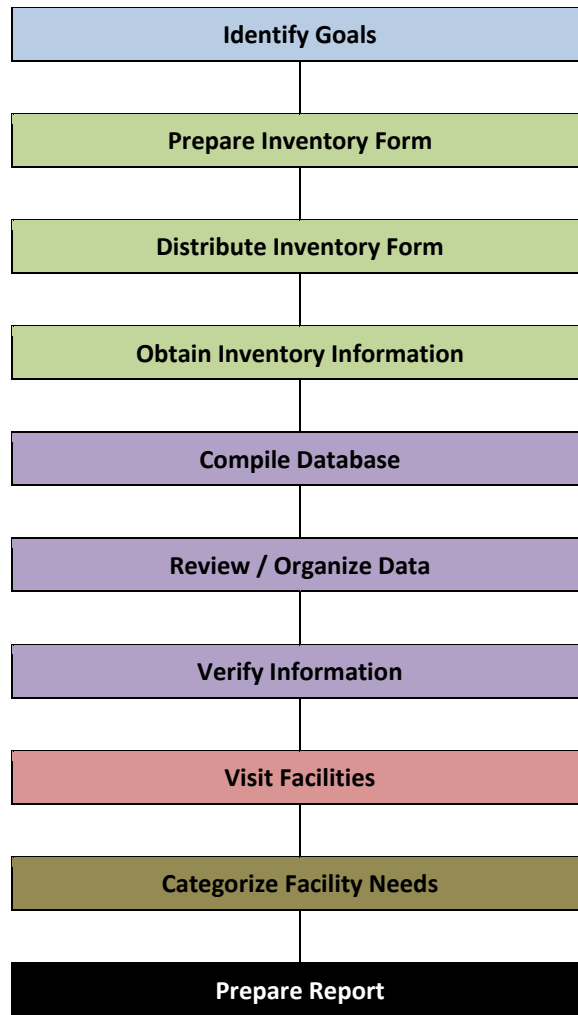 Identify Goals
Prepare Inventory Form
Distribute Inventory Form
Obtain Inventory Information
Compile Database
Review / Organize Data
Verify Information
Visit Facilities
Categorize Facility Needs
Prepare Report